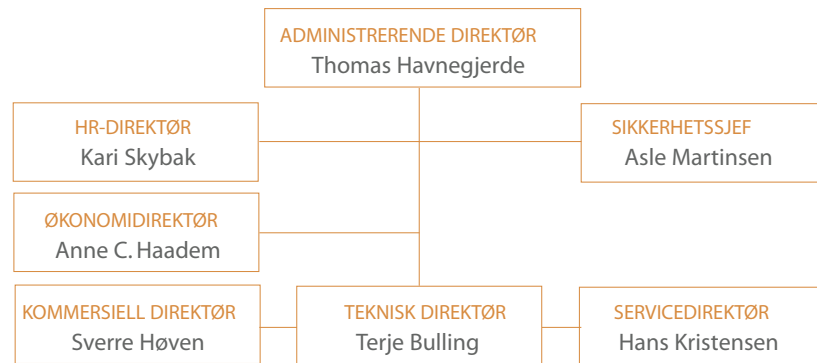 ADMINISTRERENDE DIREKTØR
Thomas Havnegjerde
HR-DIREKTØR
Kari Skybak
SIKKERHETSSJEF
Asle Martinsen
ØKONOMIDIREKTØR
Anne C. Haadem
KOMMERSIELL DIREKTØR
Sverre Høven
TEKNISK DIREKTØR
Terje Bulling
SERVICEDIREKTØR
Hans Kristensen